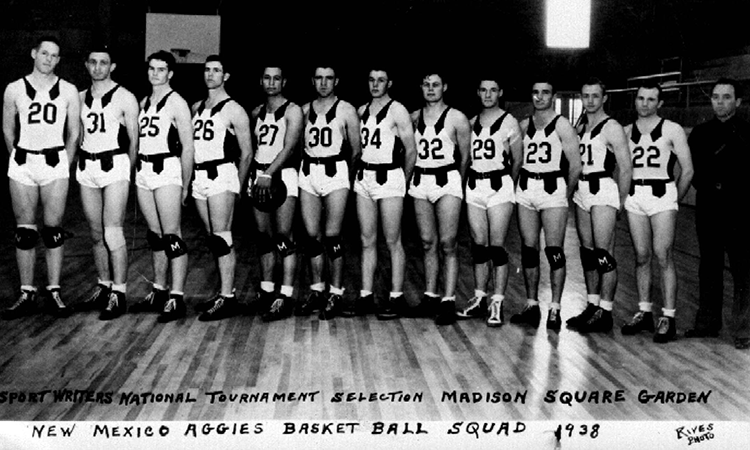 20 31 25 26 27 30 34 32 29 23 21 22
M M M M M M
SPORT WRITERS NATIONAL TOURNAMENT SELECTION MADISON SQUARE GARDEN
NEW MEXICO AGGIES BASKET BALL SQUAD 1938
RIVES
PHOTO